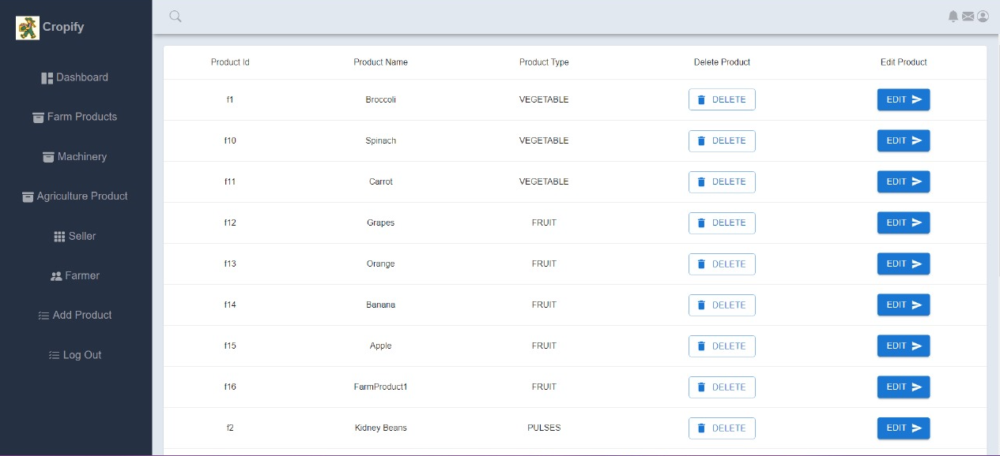 Cropify
Dashboard
Farm Products
Machinery
Agriculture Product
Seller
Farmer
Add Product
Log Out
Product Id Product Name Product Type Delete Product Edit Product
f1 Broccoli VEGETABLE DELETE EDIT
f10 Spinach VEGETABLE DELETE EDIT
f11 Carrot VEGETABLE DELETE EDIT
f12 Grapes FRUIT DELETE EDIT
f13 Orange FRUIT DELETE EDIT
f14 Banana FRUIT DELETE EDIT
f15 Apple FRUIT DELETE EDIT
f16 FarmProduct1 FRUIT DELETE EDIT
f2 Kidney Beans PULSES DELETE EDIT